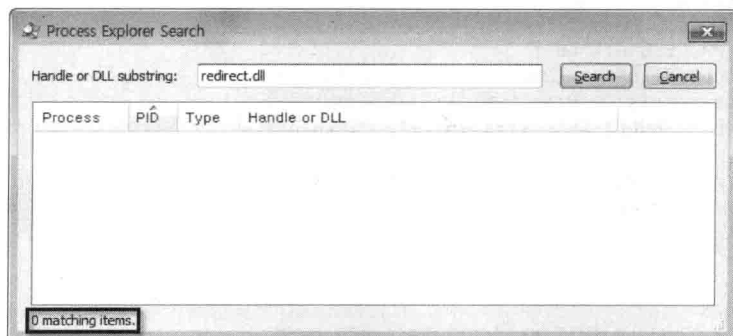 Process Explorer Search
Handle or DLL substring: redirect.dll Search Cancel
Process PID Type Handle or DLL
0 matching items.